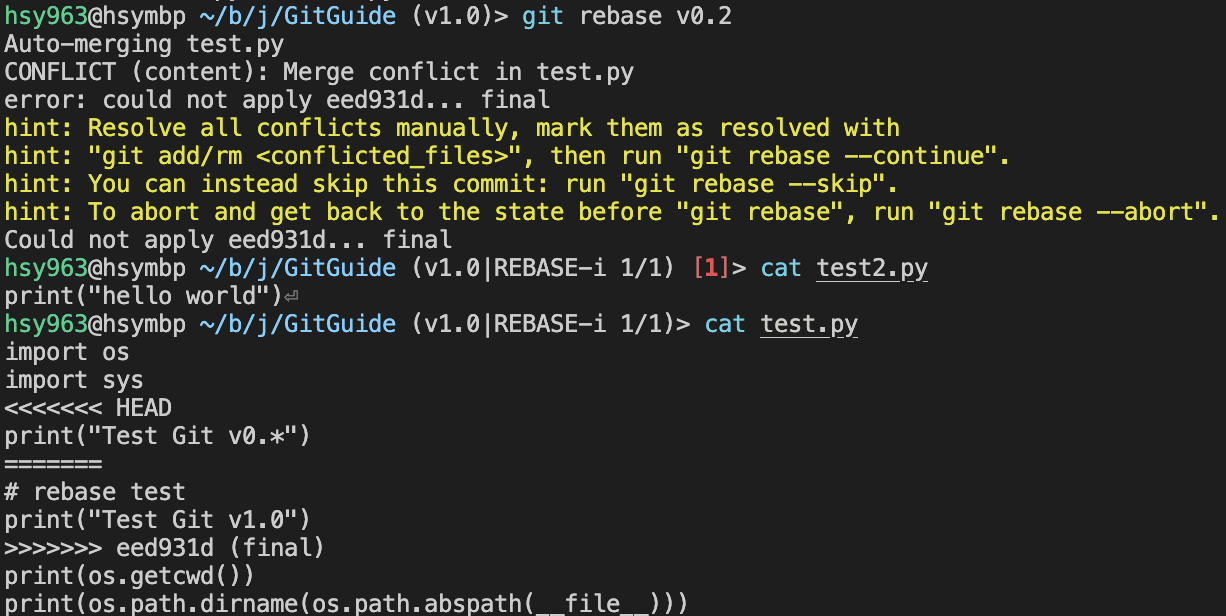 hsy963@hsymbp ~/b/j/GitGuide (v1.0)> git rebase v0.2
Auto-merging test.py
CONFLICT (content): Merge conflict in test.py
error: could not apply eed931d... final
hint: Resolve all conflicts manually, mark them as resolved with
hint: "git add/rm <conflicted_files>", then run "git rebase --continue".
hint: You can instead skip this commit: run "git rebase --skip".
hint: To abort and get back to the state before "git rebase", run "git rebase --abort".
Could not apply eed931d... final
hsy963@hsymbp ~/b/j/GitGuide (v1.0|REBASE-i 1/1) [1]> cat test2.py
print("hello world")⏎
hsy963@hsymbp ~/b/j/GitGuide (v1.0|REBASE-i 1/1)> cat test.py
import os
import sys
<<<<<<< HEAD
print("Test Git v0.*")
=======
# rebase test
print("Test Git v1.0")
>>>>>>> eed931d (final)
print(os.getcwd())
print(os.path.dirname(os.path.abspath(__file__)))